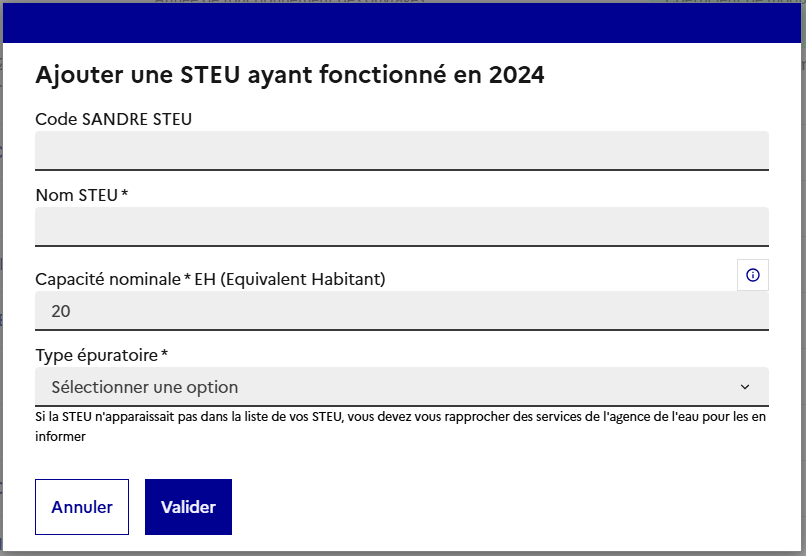 Ajouter une STEU ayant fonctionné en 2024
Code SANDRE STEU
Nom STEU *
Capacité nominale * EH (Equivalent Habitant)
20
Type épuratoire *
Sélectionner une option
Si la STEU n'apparaissait pas dans la liste de vos STEU, vous devez vous rapprocher des services de l'agence de l'eau pour les en
informer
Annuler
Valider